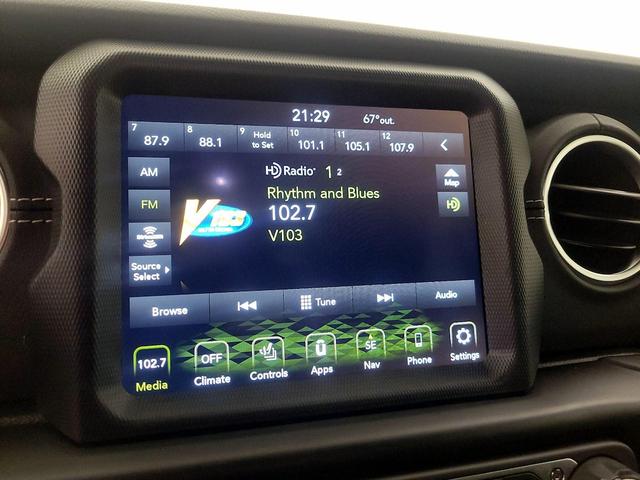 21:29 67°out.
7 87.9 8 88.1 9 Hold to Set 10 101.1 11 105.1 12 107.9
AM
HD Radio 1 2
Map
Rhythm and Blues
FM
102.7
HD
V103
V103
Source
Select
Browse Tune Audio
102.7 OFF SE
Media Climate Controls Apps Nav Phone Settings